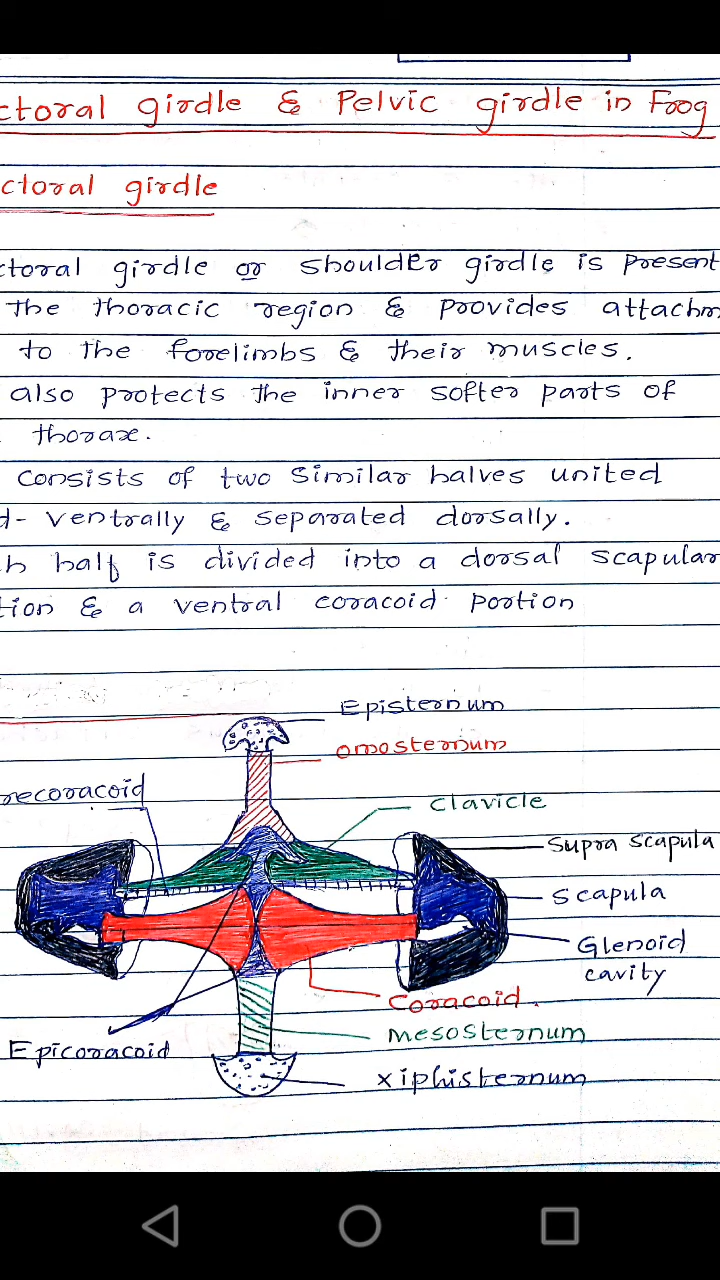 ctoral girdle & Pelvic girdle in Frog
ctoral girdle
ctoral girdle or shoulder girdle is present
the thoracic region & provides attachm
to the forelimbs & their muscles.
also protects the inner softer parts of
thorax.
consists of two similar halves united
d- ventrally & separated dorsally.
h half is divided into a dorsal scapular
tion & a ventral coracoid portion
Episternum
omosternum
recoracoid
clavicle
Supra scapula
scapula
Glenoid
cavity
coracoid.
mesosternum
Epicoracoid
xiphisternum